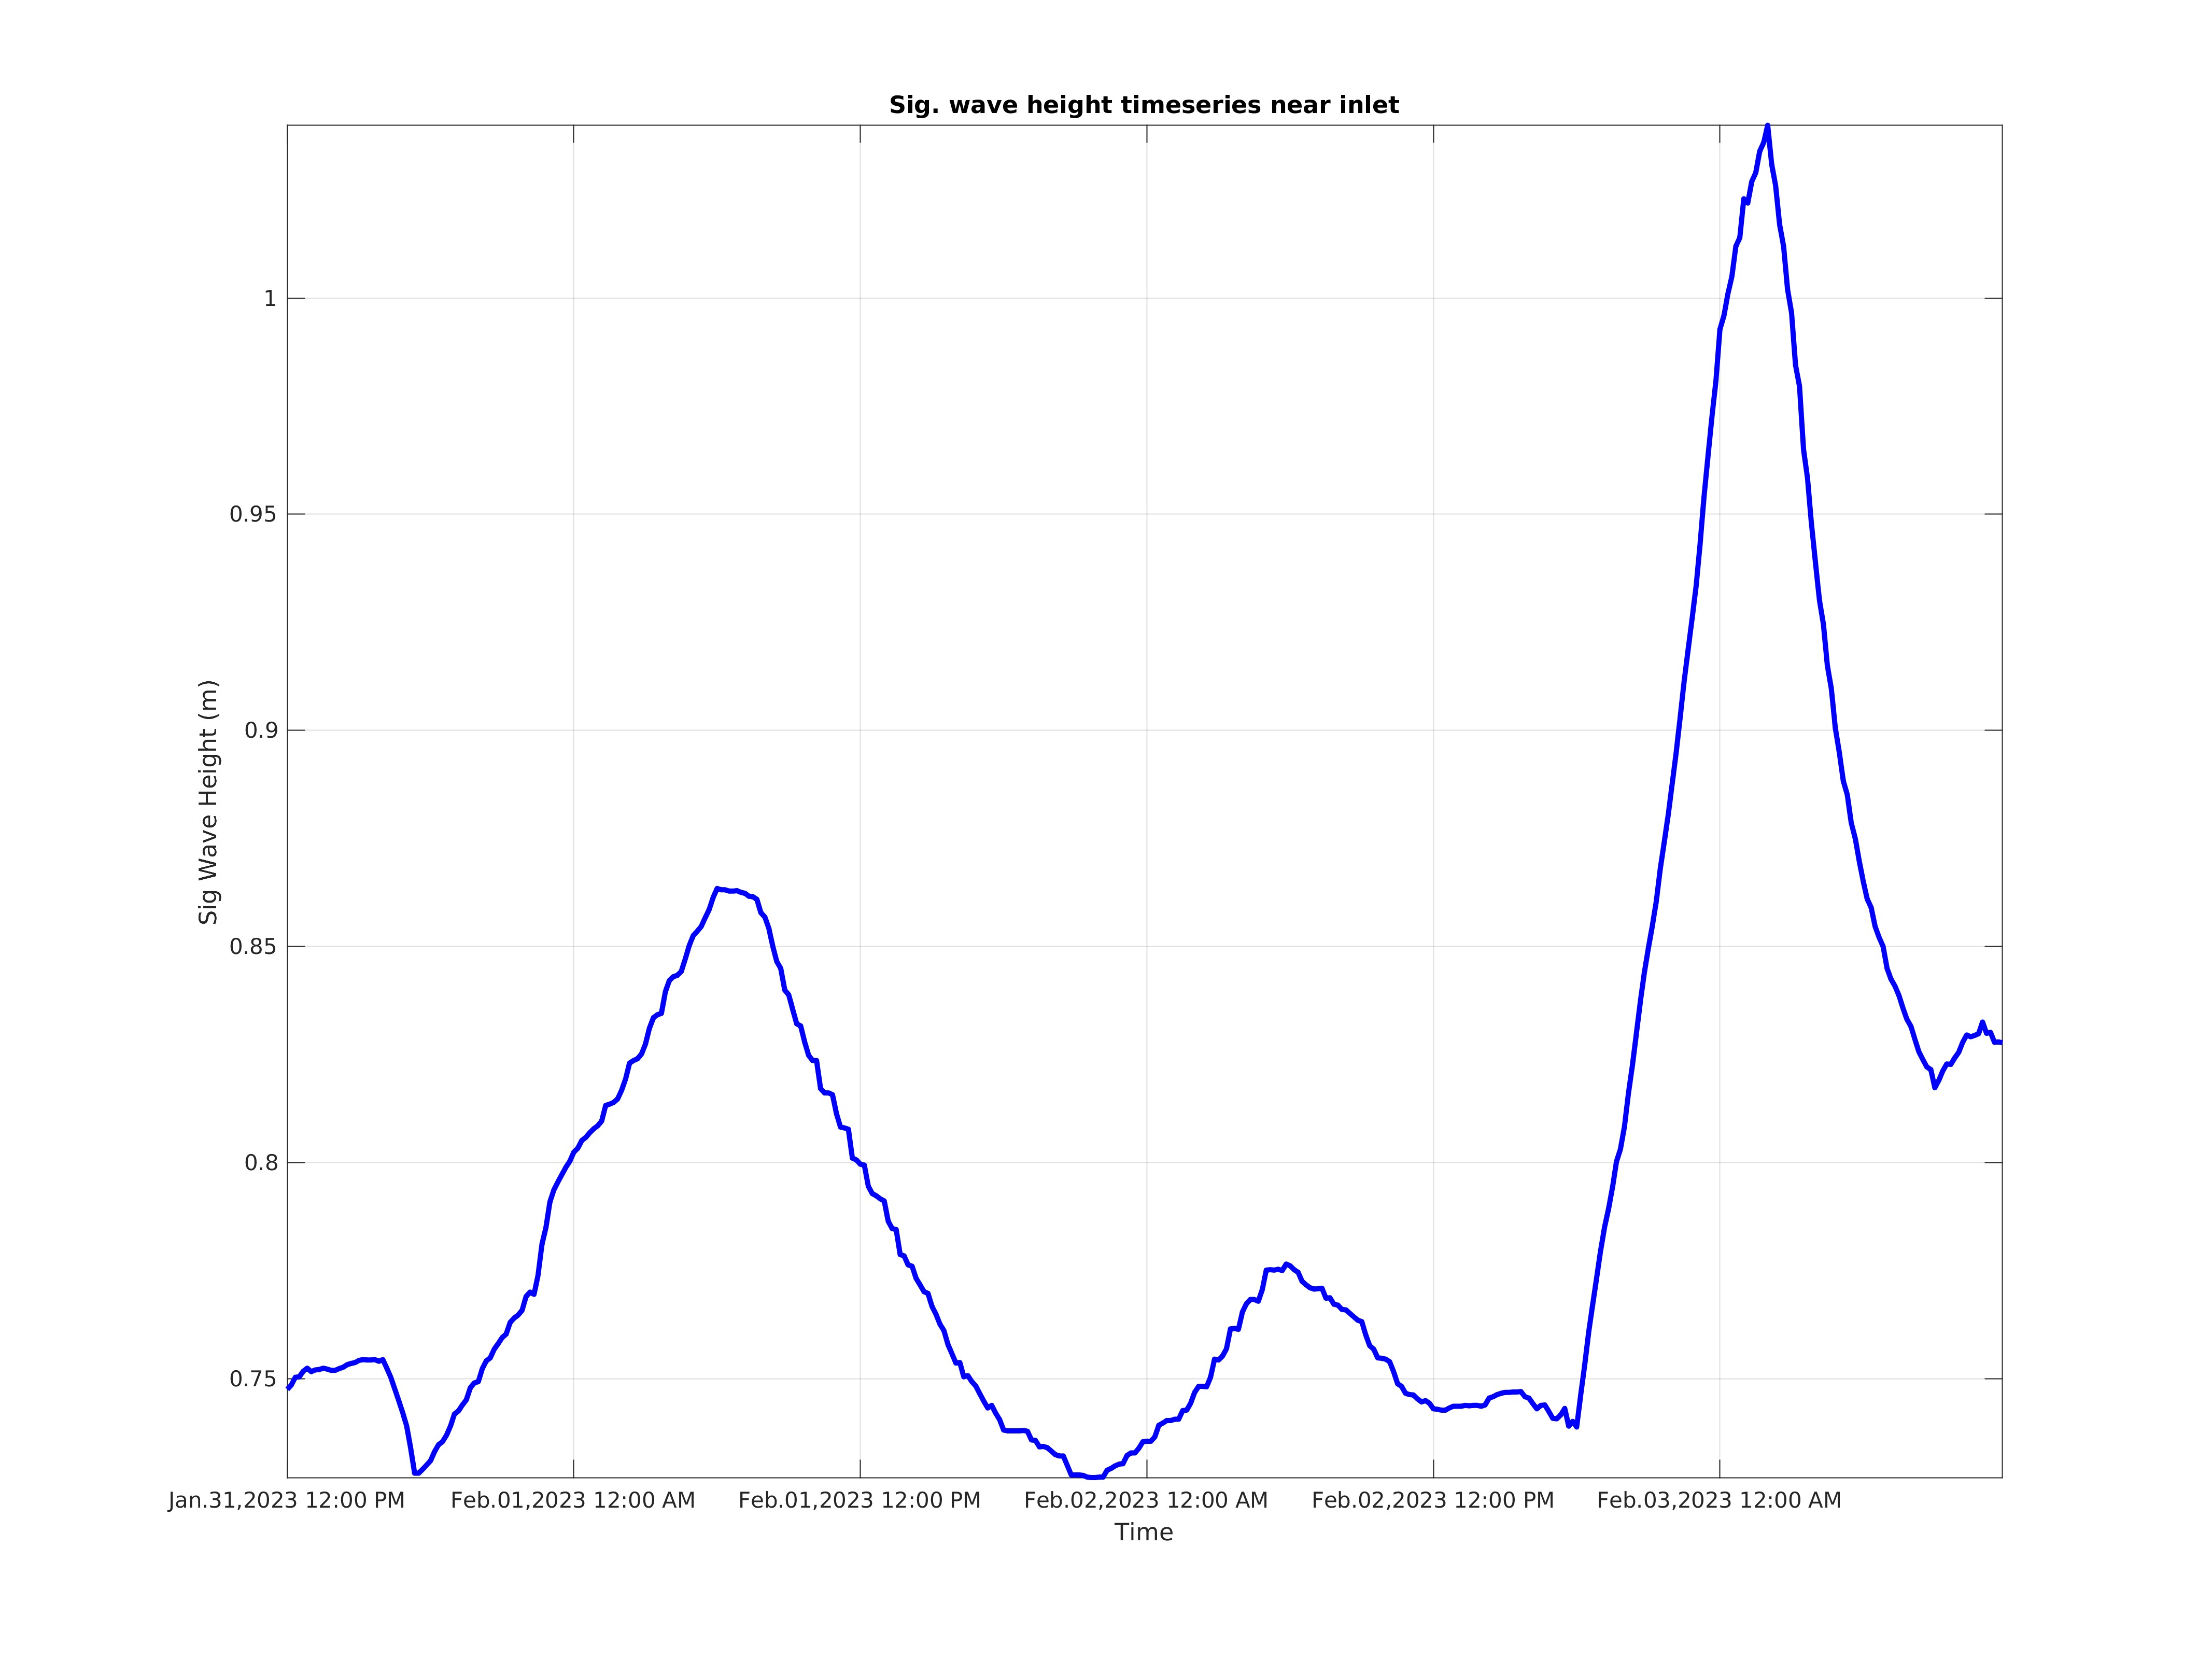 Sig. wave height timeseries near inlet
Sig Wave Height (m)
1
0.95
0.9
0.85
0.8
0.75
Jan.31,2023 12:00 PM
Feb.01,2023 12:00 AM
Feb.01,2023 12:00 PM
Feb.02,2023 12:00 AM
Feb.02,2023 12:00 PM
Feb.03,2023 12:00 AM
Time